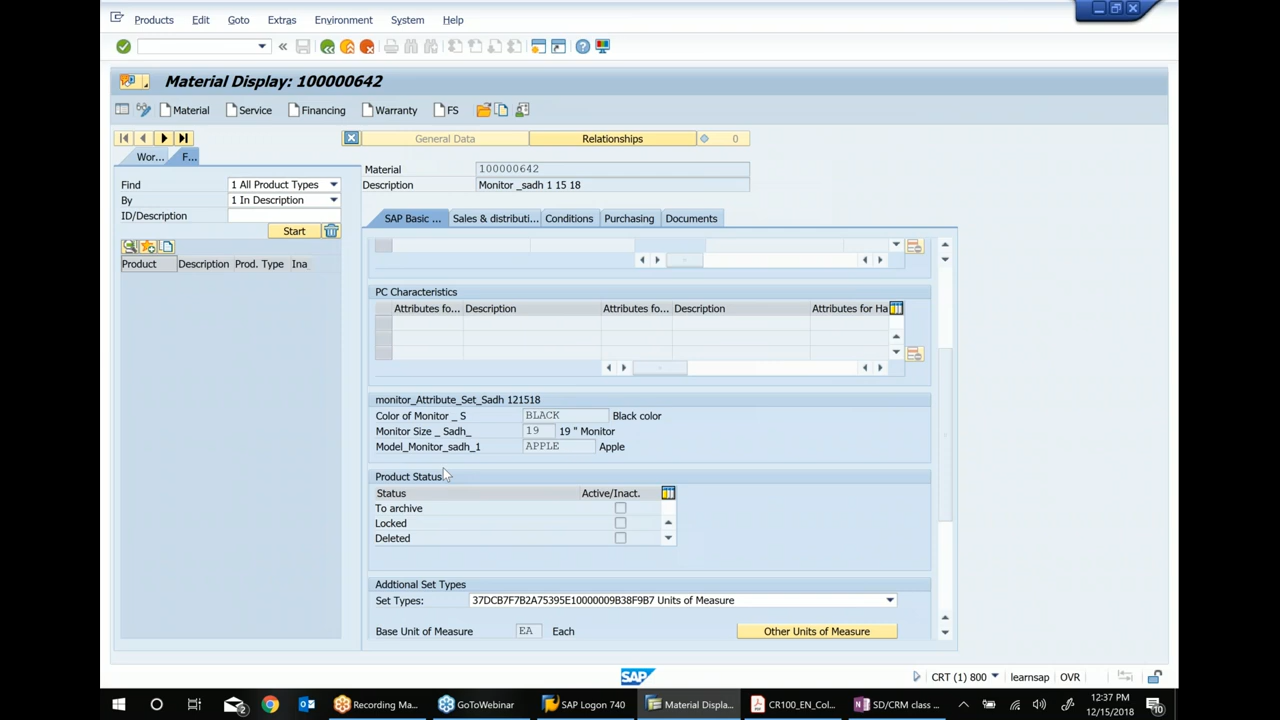 Products Edit Goto Extras Environment System Help
Material Display: 100000642
Material Service Financing Warranty FS
General Data Relationships 0
Wor... F...
Material 100000642
Description Monitor _sadh 1 15 18
Find 1 All Product Types
By 1 In Description
ID/Description
Start
Product Description Prod. Type Ina
SAP Basic ... Sales & distributi... Conditions Purchasing Documents
PC Characteristics
Attributes fo... Description Attributes fo... Description Attributes for Ha
monitor_Attribute_Set_Sadh 121518
Color of Monitor _ S BLACK Black color
Monitor Size _ Sadh_ 19 19 " Monitor
Model_Monitor_sadh_1 APPLE Apple
Product Status
Status Active/Inact.
To archive
Locked
Deleted
Addtional Set Types
Set Types: 37DCB7F7B2A75395E10000009B38F9B7 Units of Measure
Base Unit of Measure EA Each Other Units of Measure
SAP
CRT (1) 800 learnsap OVR
Recording Ma... GoToWebinar SAP Logon 740 Material Displa... CR100_EN_Col... SD/CRM class ...
12:37 PM
12/15/2018
10